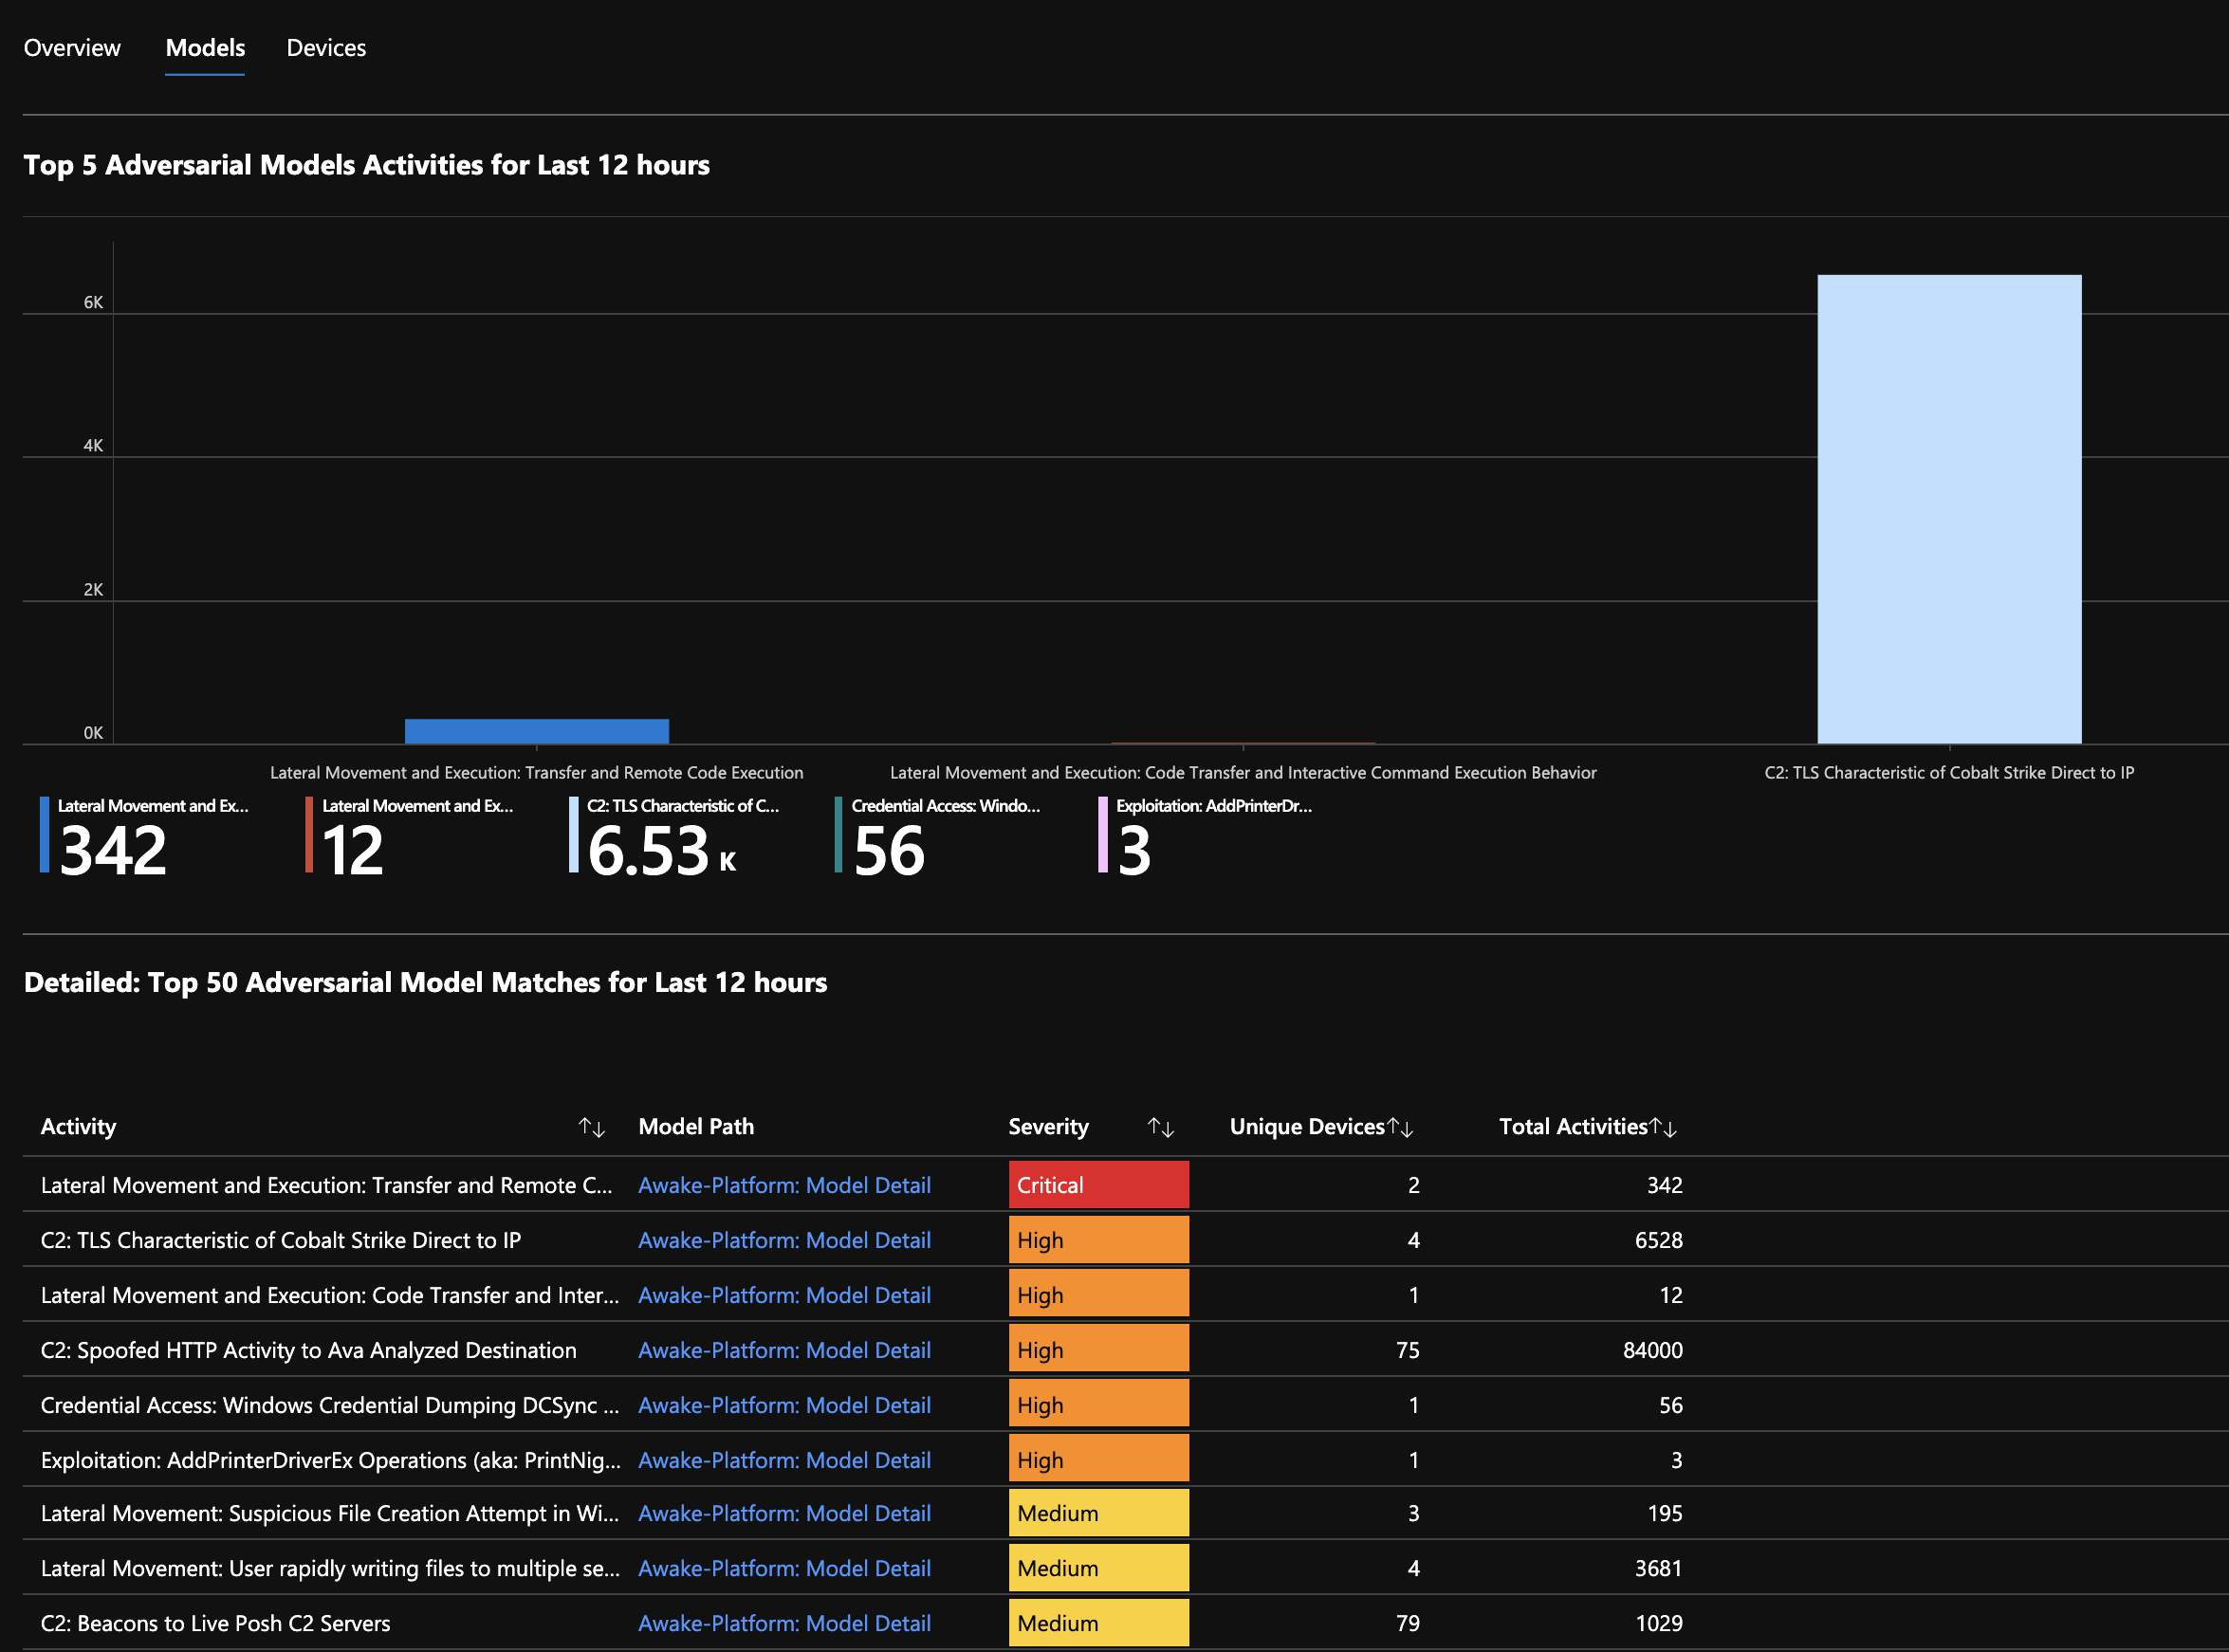 Overview Models Devices
Top 5 Adversarial Models Activities for Last 12 hours
6K
4K
2K
0K
Lateral Movement and Execution: Transfer and Remote Code Execution Lateral Movement and Execution: Code Transfer and Interactive Command Execution Behavior C2: TLS Characteristic of Cobalt Strike Direct to IP
Lateral Movement and Ex... Lateral Movement and Ex... C2: TLS Characteristic of C... Credential Access: Windo... Exploitation: AddPrinterDr...
342 12 6.53 K 56 3
Detailed: Top 50 Adversarial Model Matches for Last 12 hours
Activity ↑↓ Model Path Severity ↑↓ Unique Devices↑↓ Total Activities↑↓
Lateral Movement and Execution: Transfer and Remote C... Awake-Platform: Model Detail Critical 2 342
C2: TLS Characteristic of Cobalt Strike Direct to IP Awake-Platform: Model Detail High 4 6528
Lateral Movement and Execution: Code Transfer and Inter... Awake-Platform: Model Detail High 1 12
C2: Spoofed HTTP Activity to Ava Analyzed Destination Awake-Platform: Model Detail High 75 84000
Credential Access: Windows Credential Dumping DCSync ... Awake-Platform: Model Detail High 1 56
Exploitation: AddPrinterDriverEx Operations (aka: PrintNig... Awake-Platform: Model Detail High 1 3
Lateral Movement: Suspicious File Creation Attempt in Wi... Awake-Platform: Model Detail Medium 3 195
Lateral Movement: User rapidly writing files to multiple se... Awake-Platform: Model Detail Medium 4 3681
C2: Beacons to Live Posh C2 Servers Awake-Platform: Model Detail Medium 79 1029